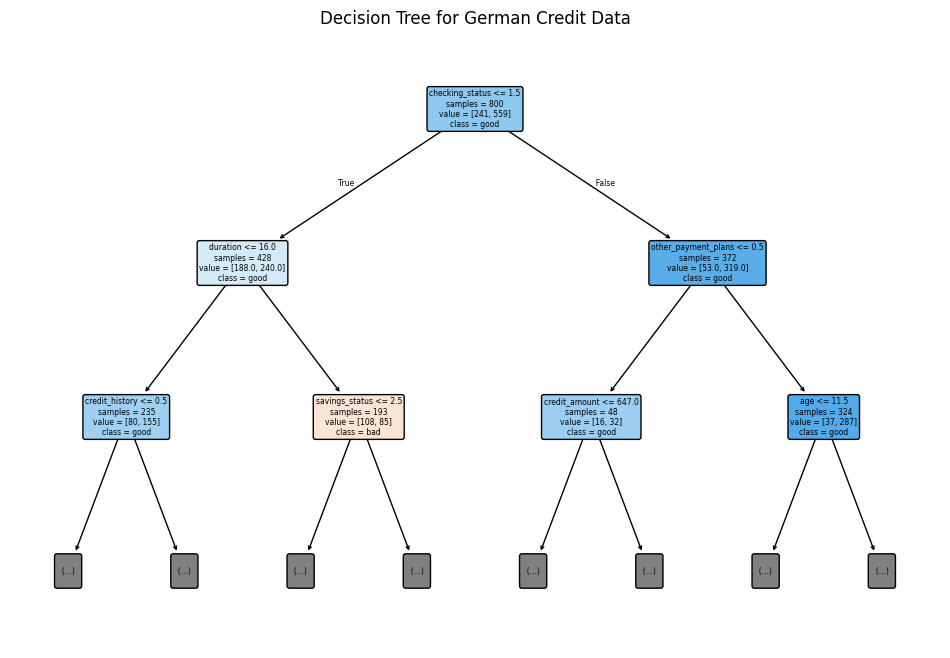 Decision Tree for German Credit Data
checking_status <= 1.5
samples = 800
value = [241, 559]
class = good
True
False
duration <= 16.0
samples = 428
value = [188.0, 240.0]
class = good
other_payment_plans <= 0.5
samples = 372
value = [53.0, 319.0]
class = good
credit_history <= 0.5
samples = 235
value = [80, 155]
class = good
savings_status <= 2.5
samples = 193
value = [108, 85]
class = bad
credit_amount <= 647.0
samples = 48
value = [16, 32]
class = good
age <= 11.5
samples = 324
value = [37, 287]
class = good
(...)
(...)
(...)
(...)
(...)
(...)
(...)
(...)